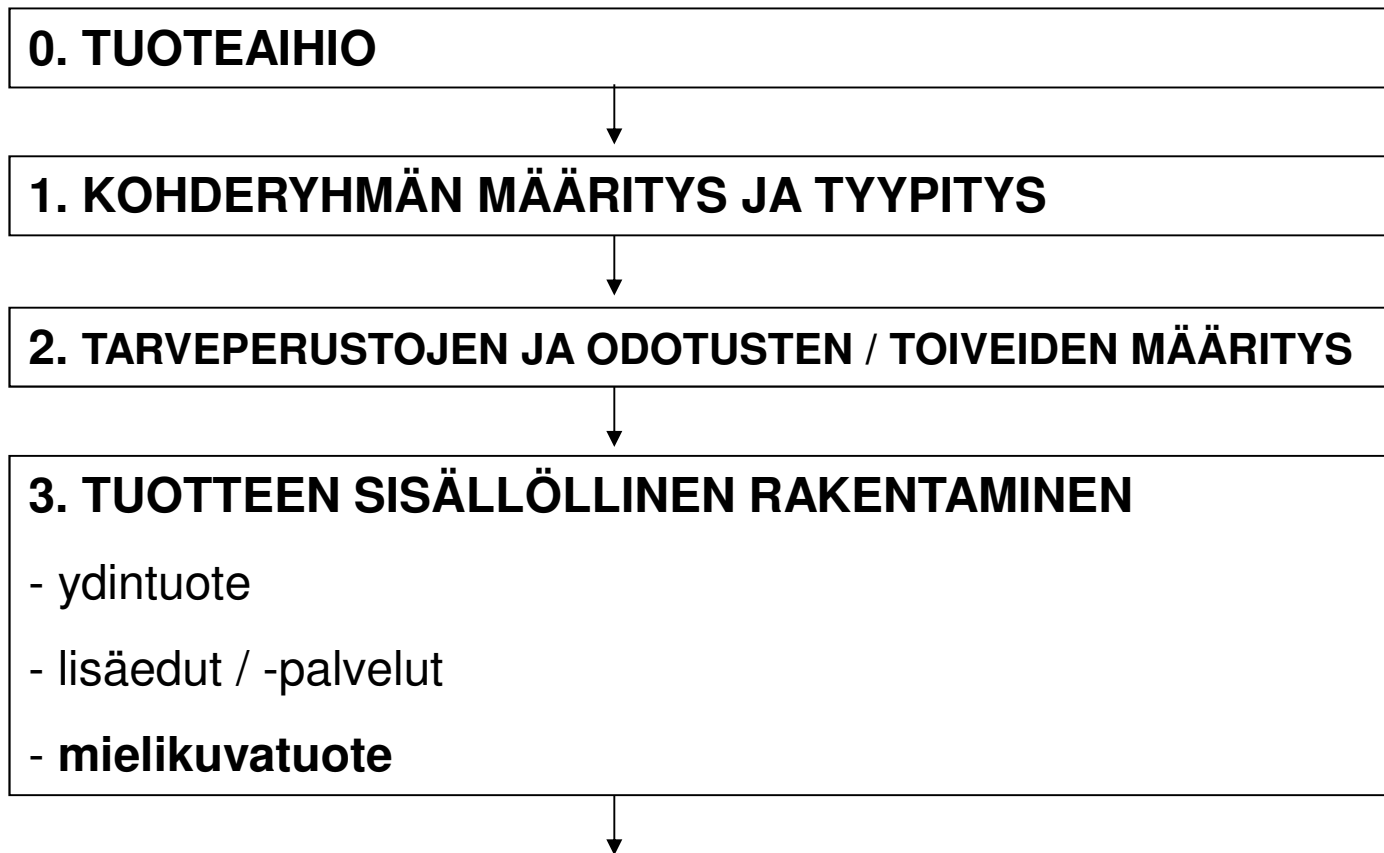 0. TUOTEAIHIO
1. KOHDERYHMÄN MÄÄRITYS JA TYYPITYS
2. TARVEPERUSTOJEN JA ODOTUSTEN / TOIVEIDEN MÄÄRITYS
3. TUOTTEEN SISÄLLÖLLINEN RAKENTAMINEN
- ydintuote
- lisäedut / -palvelut
- mielikuvatuote